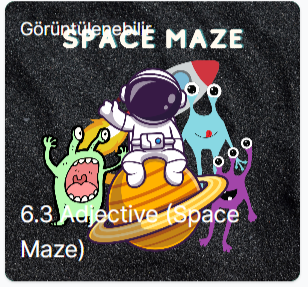 Görüntülenebilir
SPACE MAZE
6.3 Adjective (Space
Maze)